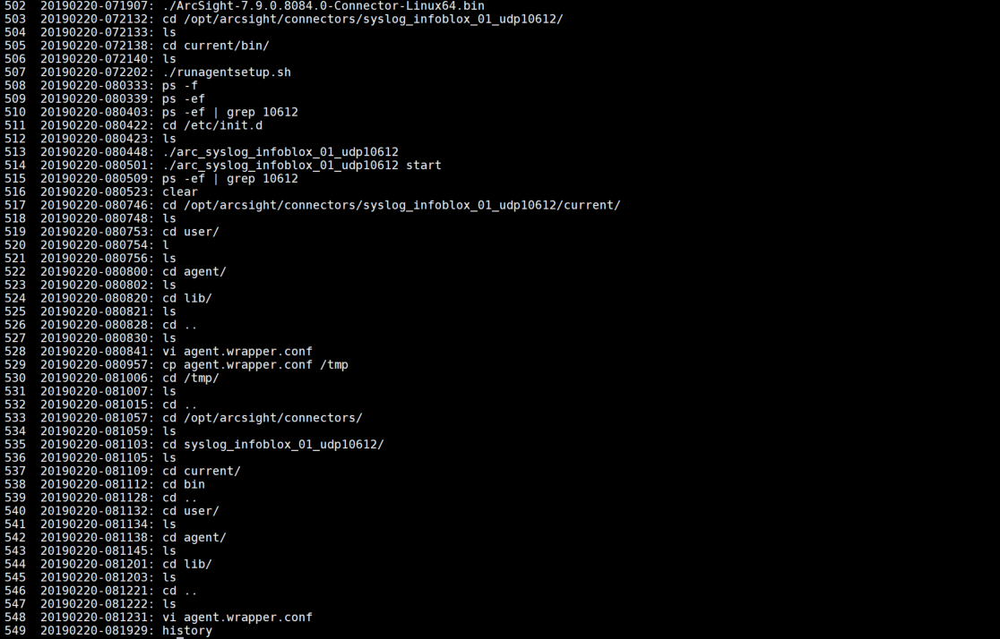 502  20190220-071907: ./ArcSight-7.9.0.8084.0-Connector-Linux64.bin
503  20190220-072132: cd /opt/arcsight/connectors/syslog_infoblox_01_udp10612/
504  20190220-072133: ls
505  20190220-072138: cd current/bin/
506  20190220-072140: ls
507  20190220-072202: ./runagentsetup.sh
508  20190220-080333: ps -f
509  20190220-080339: ps -ef
510  20190220-080403: ps -ef | grep 10612
511  20190220-080422: cd /etc/init.d
512  20190220-080423: ls
513  20190220-080448: ./arc_syslog_infoblox_01_udp10612
514  20190220-080501: ./arc_syslog_infoblox_01_udp10612 start
515  20190220-080509: ps -ef | grep 10612
516  20190220-080523: clear
517  20190220-080746: cd /opt/arcsight/connectors/syslog_infoblox_01_udp10612/current/
518  20190220-080748: ls
519  20190220-080753: cd user/
520  20190220-080754: l
521  20190220-080756: ls
522  20190220-080800: cd agent/
523  20190220-080802: ls
524  20190220-080820: cd lib/
525  20190220-080821: ls
526  20190220-080828: cd ..
527  20190220-080830: ls
528  20190220-080841: vi agent.wrapper.conf
529  20190220-080957: cp agent.wrapper.conf /tmp
530  20190220-081006: cd /tmp/
531  20190220-081007: ls
532  20190220-081015: cd ..
533  20190220-081057: cd /opt/arcsight/connectors/
534  20190220-081059: ls
535  20190220-081103: cd syslog_infoblox_01_udp10612/
536  20190220-081105: ls
537  20190220-081109: cd current/
538  20190220-081112: cd bin
539  20190220-081128: cd ..
540  20190220-081132: cd user/
541  20190220-081134: ls
542  20190220-081138: cd agent/
543  20190220-081145: ls
544  20190220-081201: cd lib/
545  20190220-081203: ls
546  20190220-081221: cd ..
547  20190220-081222: ls
548  20190220-081231: vi agent.wrapper.conf
549  20190220-081929: history